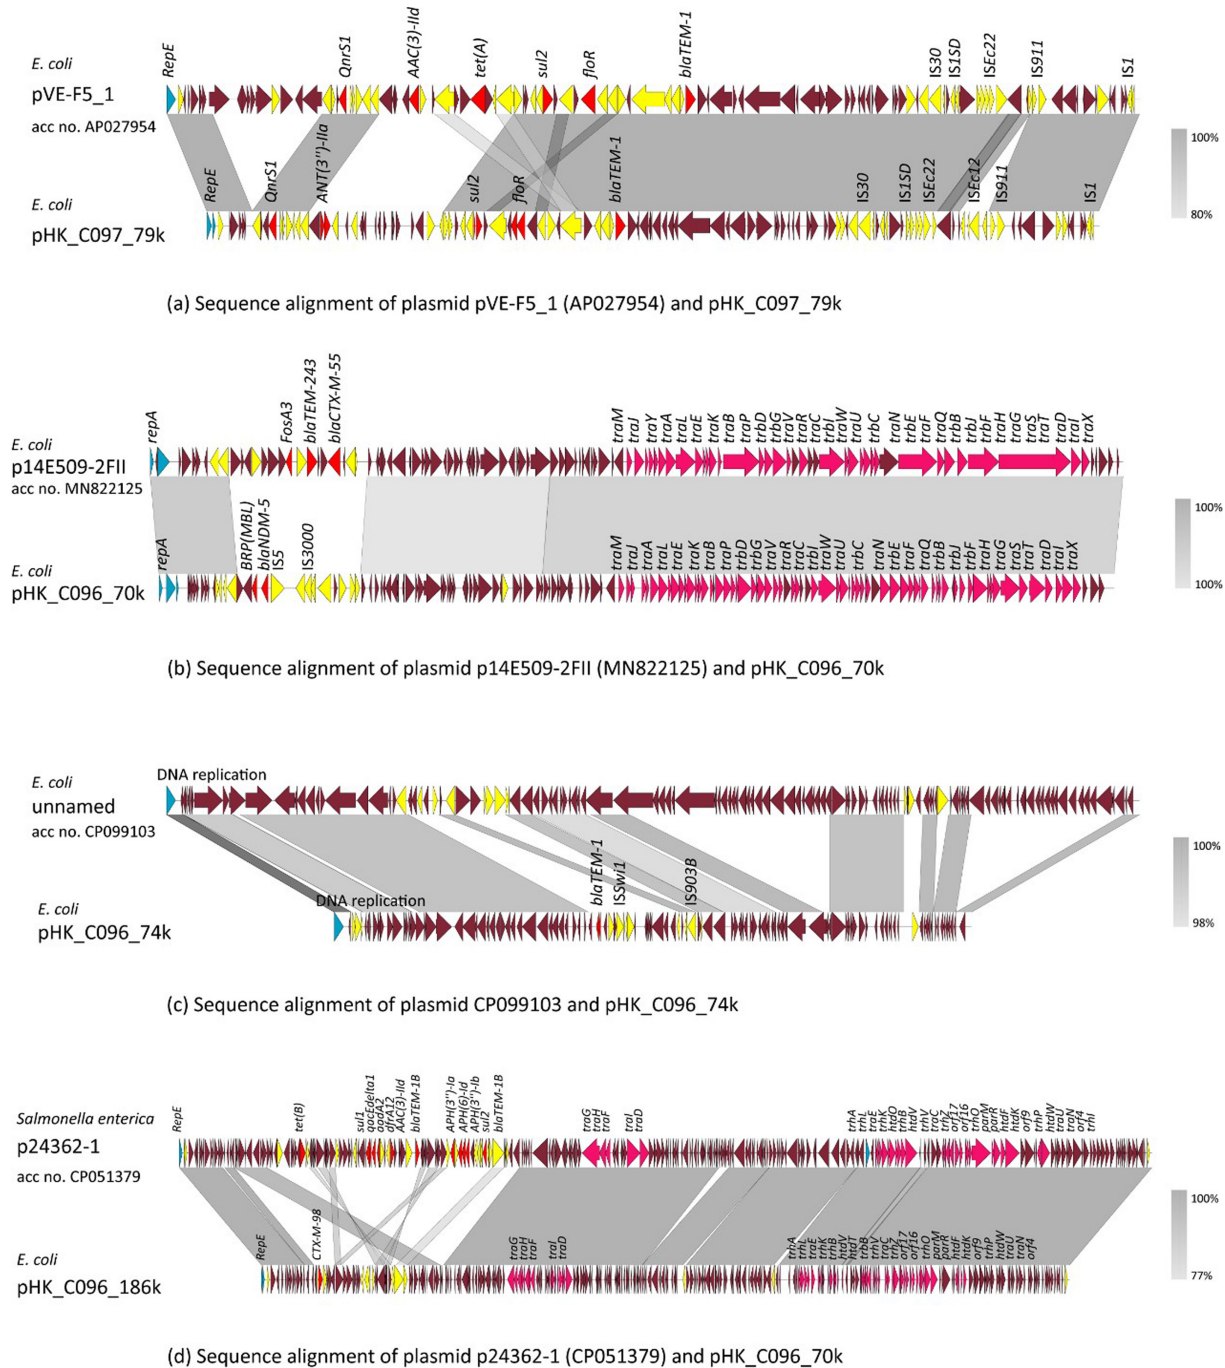 RepE QnrS1 AAC(3)-IId tet(A) sul2 floR blaTEM-1 IS30 IS1SD ISEc22 IS911 IS1
E. coli
pVE-F5_1
acc no. AP027954
100%
80%
RepE QnrS1 ANT(3")-IIa sul2 floR blaTEM-1 IS30 IS1SD ISEc22 ISEc12 IS911 IS1
E. coli
pHK_C097_79k
(a) Sequence alignment of plasmid pVE-F5_1 (AP027954) and pHK_C097_79k
repA FosA3 blaTEM-243 blaCTX-M-55 traM traJ traY traA traL traE traK traB traP trbD trbG traV traR traC trbI traW traU trbC traN trbE traF traQ trbB trbJ trbF traH traG traS traT traD traI traX
E. coli
p14E509-2FII
acc no. MN822125
100%
100%
repA BRP(MBL) blaNDM-5 IS5 IS3000 traM traJ traA traL traE traK traB traP trbD trbG traV traR traC trbI traW traU trbC traN trbE traF traQ trbB trbJ trbF traH traG traS traT traD traI traX
E. coli
pHK_C096_70k
(b) Sequence alignment of plasmid p14E509-2FII (MN822125) and pHK_C096_70k
DNA replication
E. coli
unnamed
acc no. CP099103
100%
98%
DNA replication blaTEM-1 ISSwi1 IS903B
E. coli
pHK_C096_74k
(c) Sequence alignment of plasmid CP099103 and pHK_C096_74k
RepE tet(B) sul1 qacEdelta1 aadA2 dfrA12 AAC(3)-IId blaTEM-1B APH(3")-Ia APH(6)-Id APH(3")-Ib sul2 blaTEM-1B traG traH traF traI traD trhA trhL trhE traK htdO trhB htdV trhV traC trhZ orf17 orf16 trhO parM parR htdF htdK orf9 trhP htdW traU traN orf4 trhI
Salmonella enterica
p24362-1
acc no. CP051379
100%
77%
RepE CTX-M-98 traG traH traF traI traD trhA trhL traE trhK trhB htdV htdT trbB trhV traC trhZ orf17 orf16 trhO parM parR htdF htdK orf9 trhP htdW traU traN orf4
E. coli
pHK_C096_186k
(d) Sequence alignment of plasmid p24362-1 (CP051379) and pHK_C096_70k